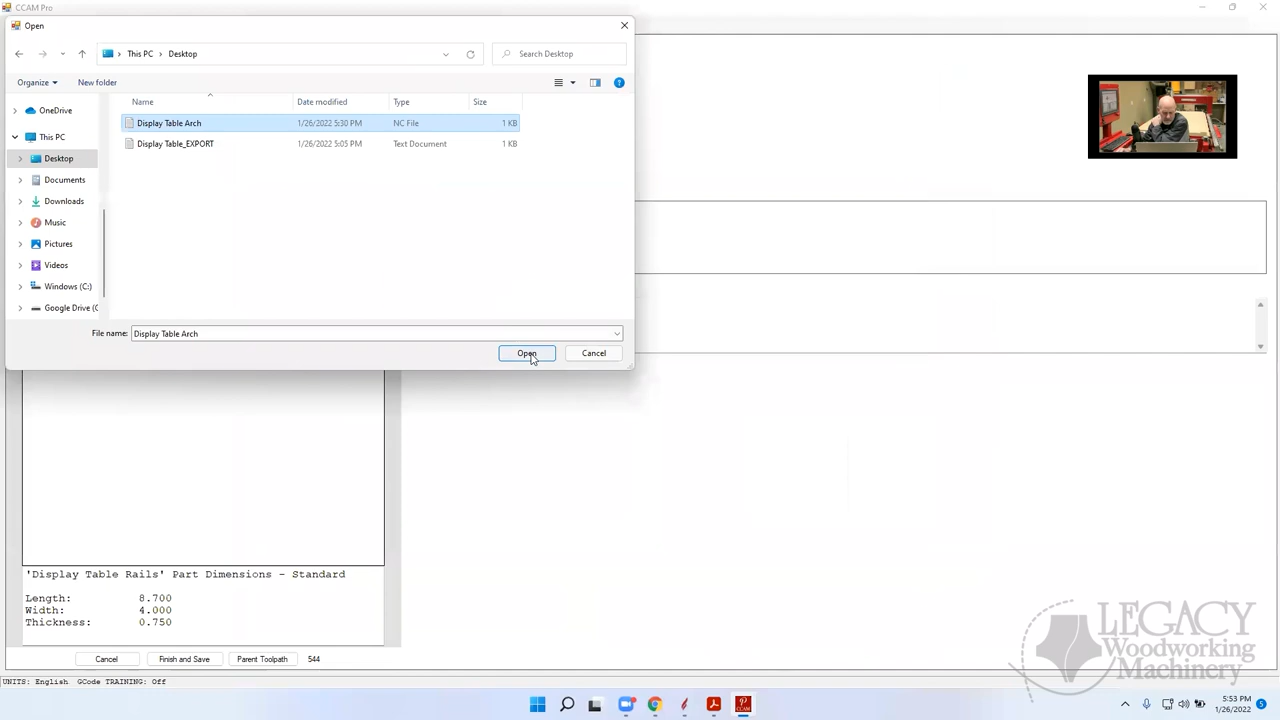 CCAM Pro
Open
This PC > Desktop
Search Desktop
Organize
New folder
Name
Date modified
Type
Size
OneDrive
This PC
Desktop
Documents
Downloads
Music
Pictures
Videos
Windows (C:)
Google Drive (G
Display Table Arch
1/26/2022 5:30 PM
NC File
1 KB
Display Table_EXPORT
1/26/2022 5:05 PM
Text Document
1 KB
File name:
Display Table Arch
Open
Cancel
'Display Table Rails' Part Dimensions - Standard
Length: 8.700
Width: 4.000
Thickness: 0.750
Cancel
Finish and Save
Parent Toolpath
544
UNITS: English GCode TRAINING: Off
LEGACY
Woodworking
Machinery
5:53 PM
1/26/2022
5